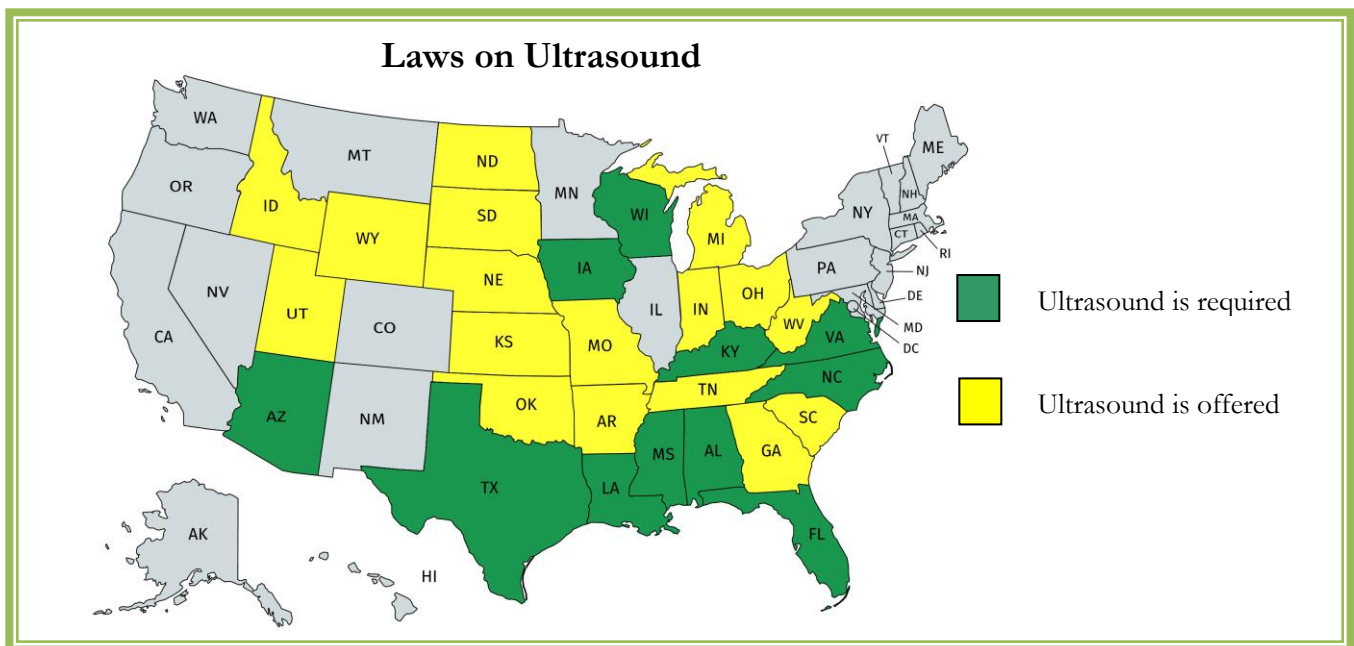 Laws on Ultrasound
WA
MT
ND
MN
VT
ME
OR
ID
SD
WI
NH
NY
WY
MI
MA
CT
RI
IA
NE
PA
NJ
NV
UT
CO
IL
IN
OH
DE
CA
KS
MO
WV
VA
MD
KY
DC
NC
AZ
NM
OK
AR
TN
SC
MS
AL
GA
TX
LA
FL
AK
HI
Ultrasound is required
Ultrasound is offered